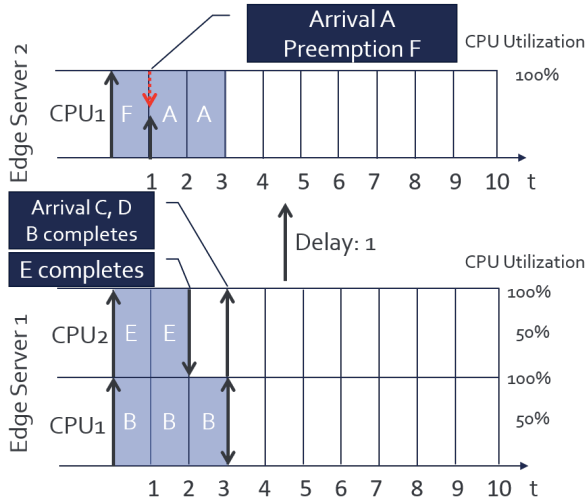 Arrival A
Preemption F
CPU Utilization
100%
Edge Server 2
CPU1
F
A
A
1 2 3 4 5 6 7 8 9 10 t
Arrival C, D
B completes
Delay: 1
E completes
CPU Utilization
Edge Server 1
100%
CPU2
E
E
50%
100%
CPU1
B
B
B
50%
1 2 3 4 5 6 7 8 9 10 t